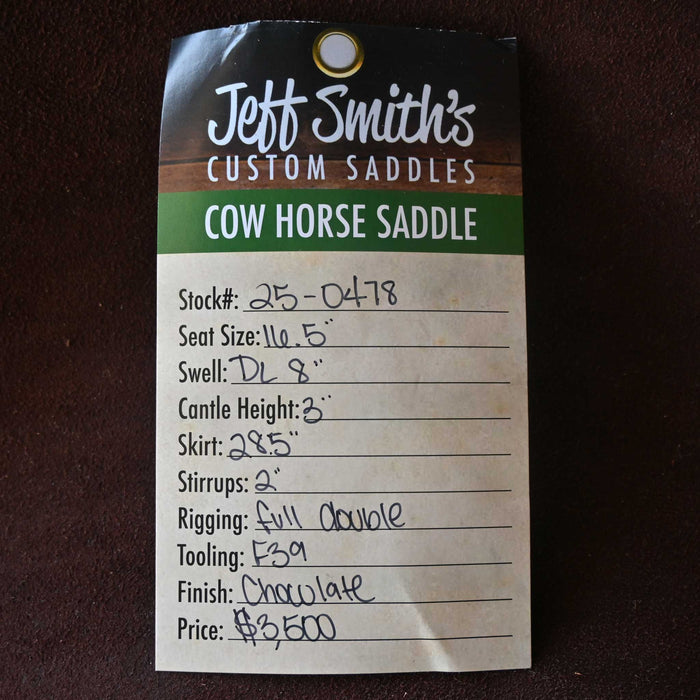 Jeff Smith's
CUSTOM SADDLES
COW HORSE SADDLE
Stock#: 25-0478
Seat Size: 16.5"
Swell: DL 8"
Cantle Height: 3"
Skirt: 28.5"
Stirrups: 2"
Rigging: full double
Tooling: F39
Finish: Chocolate
Price: $3,500